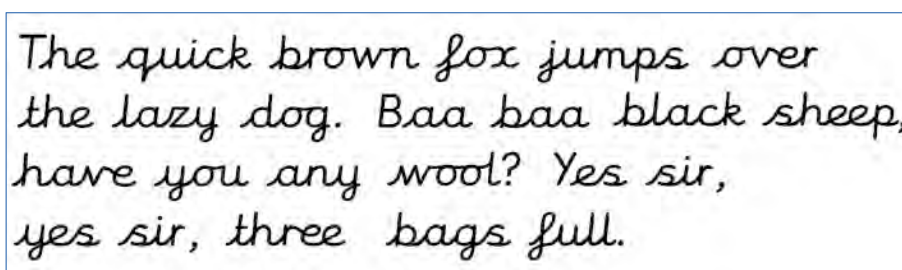 The quick brown fox jumps over
the lazy dog. Baa baa black sheep,
have you any wool? Yes sir,
yes sir, three bags full.